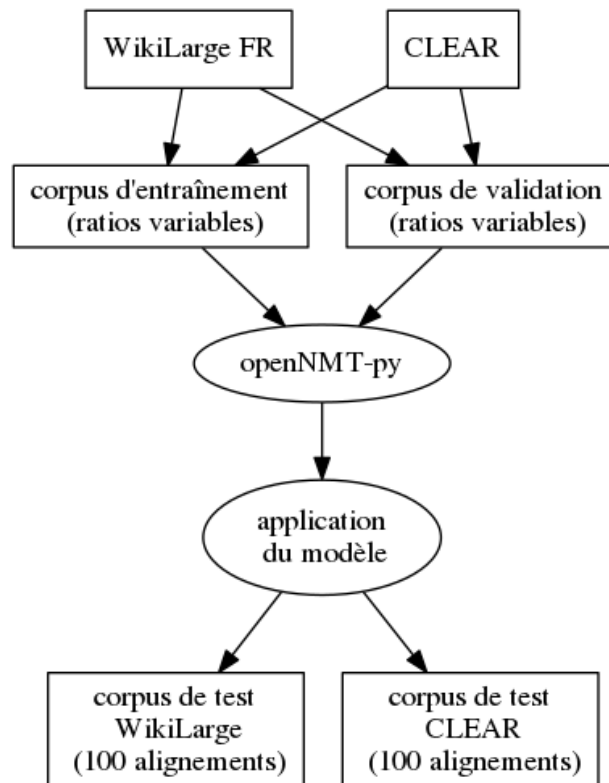 WikiLarge FR
CLEAR
corpus d'entraînement
(ratios variables)
corpus de validation
(ratios variables)
openNMT-py
application
du modèle
corpus de test
WikiLarge
(100 alignements)
corpus de test
CLEAR
(100 alignements)